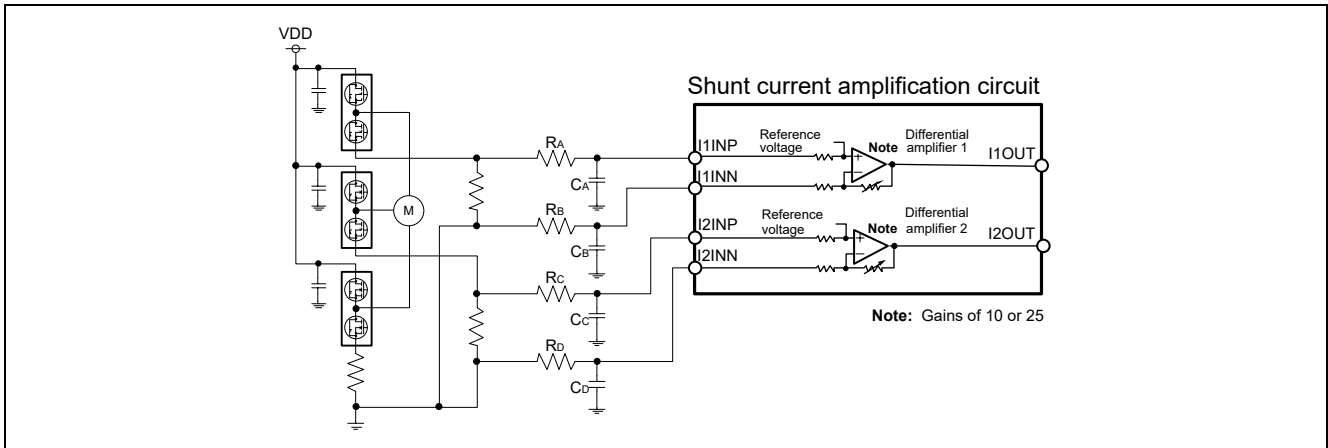 VDD
M
RA
CA
RB
CB
RC
CC
RD
CD
Shunt current amplification circuit
I1INP
Reference
voltage
Note
Differential
amplifier 1
I1OUT
I1INN
I2INP
Reference
voltage
Note
Differential
amplifier 2
I2OUT
I2INN
Note: Gains of 10 or 25